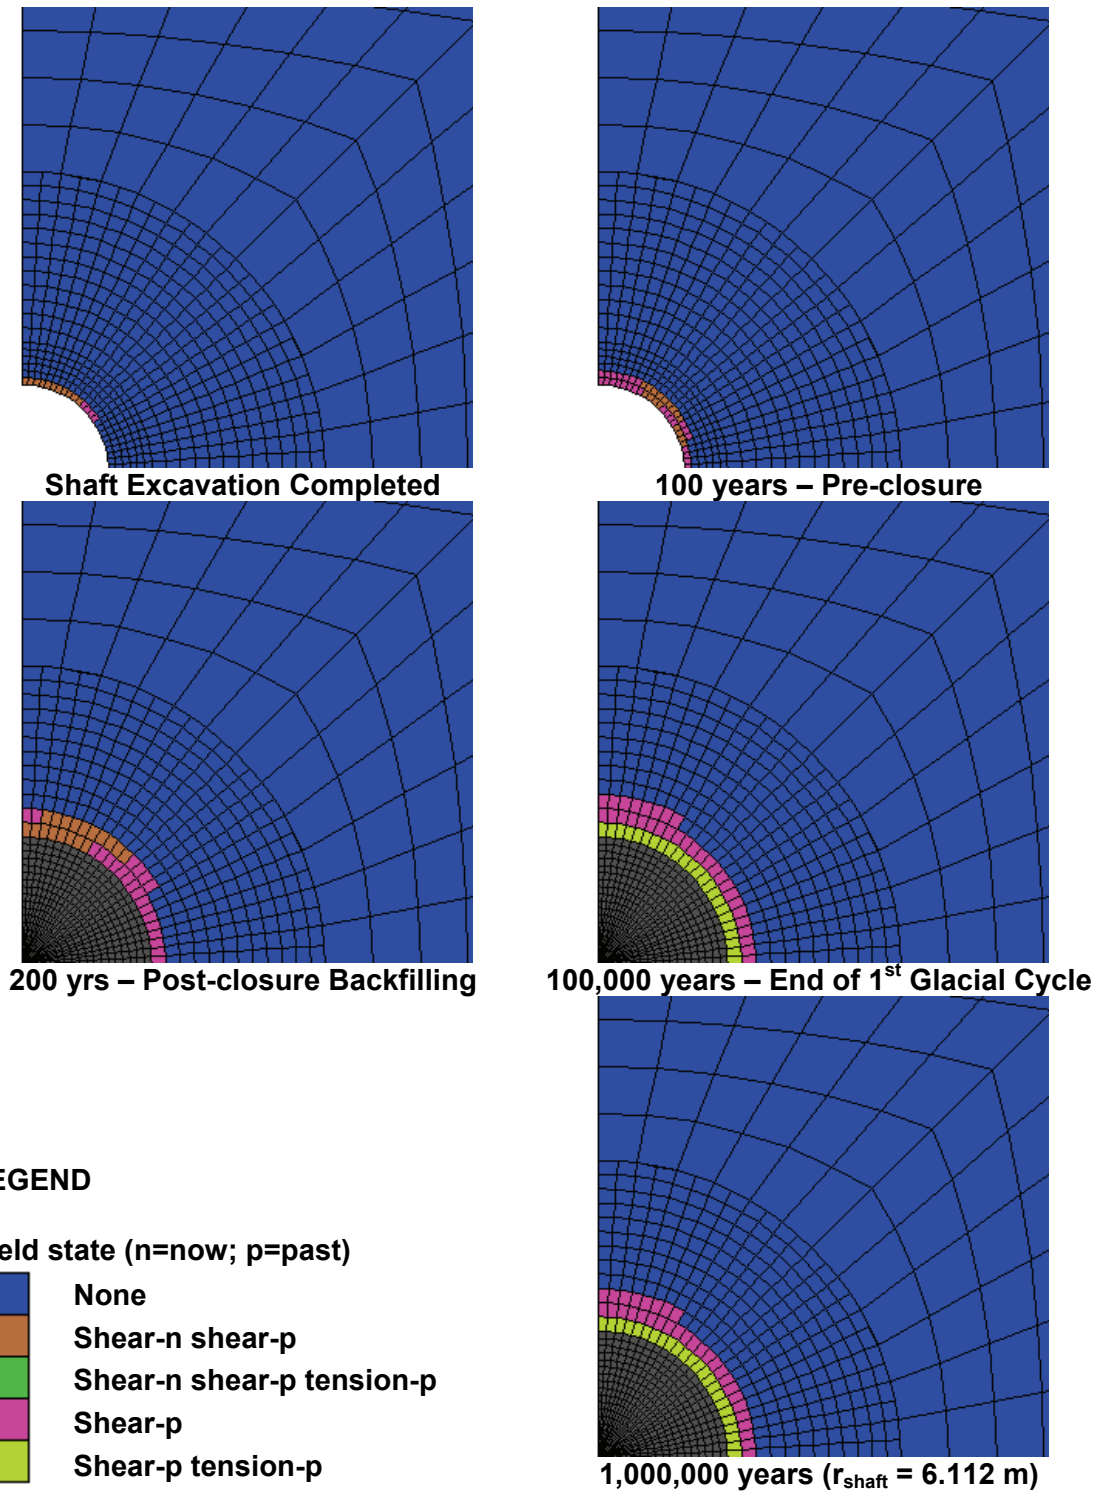 Shaft Excavation Completed
100 years – Pre-closure
200 yrs – Post-closure Backfilling
100,000 years – End of 1st Glacial Cycle
EGEND
eld state (n=now; p=past)
None
Shear-n shear-p
Shear-n shear-p tension-p
Shear-p
Shear-p tension-p
1,000,000 years (rshaft = 6.112 m)